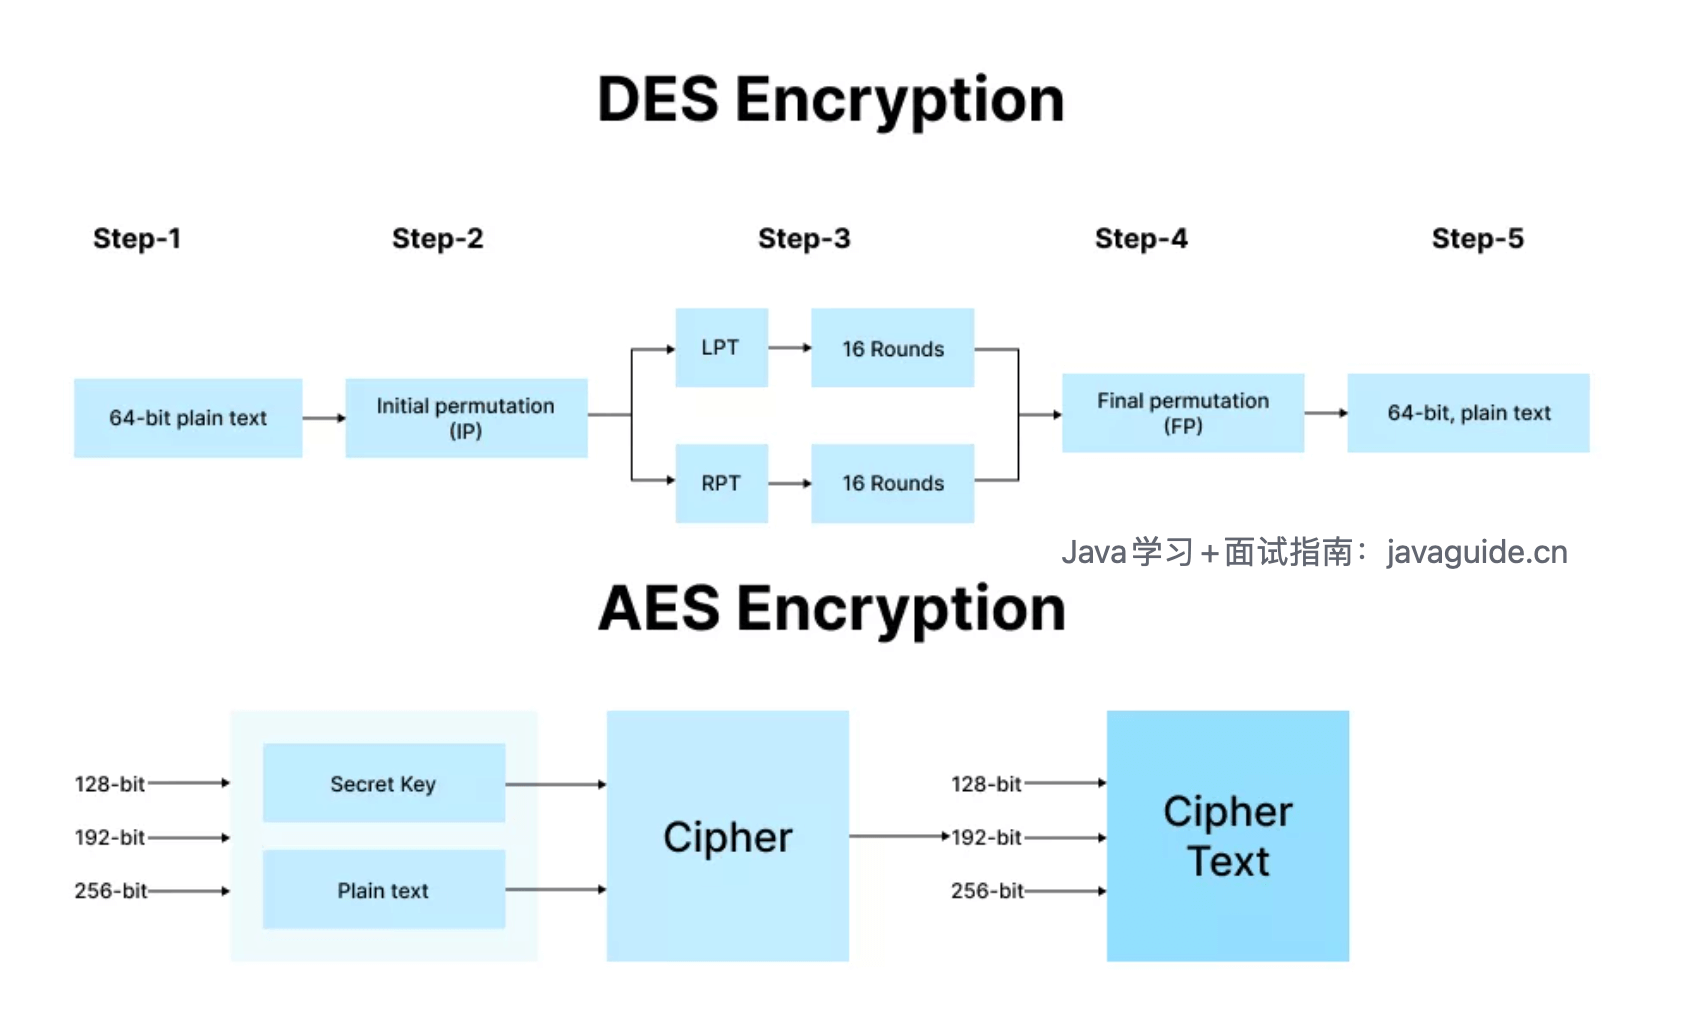 DES Encryption
Step-1
Step-2
Step-3
Step-4
Step-5
64-bit plain text
Initial permutation
(IP)
LPT
16 Rounds
RPT
16 Rounds
Final permutation
(FP)
64-bit, plain text
Java学习+面试指南：javaguide.cn
AES Encryption
128-bit
192-bit
256-bit
Secret Key
Plain text
Cipher
128-bit
192-bit
256-bit
Cipher
Text